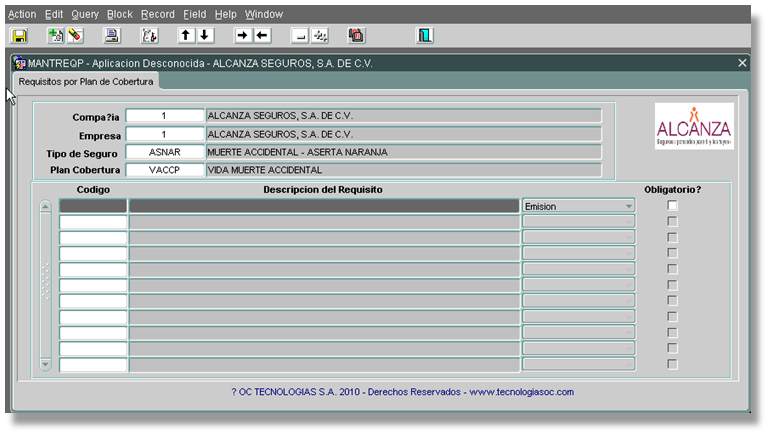 Action Edit Query Block Record Field Help Window
MANTREQP - Aplicacion Desconocida - ALCANZA SEGUROS, S.A. DE C.V.
Requisitos por Plan de Cobertura
Compa?ia 1 ALCANZA SEGUROS, S.A. DE C.V.
Empresa 1 ALCANZA SEGUROS, S.A. DE C.V.
Tipo de Seguro ASNAR MUERTE ACCIDENTAL - ASERTA NARANJA
Plan Cobertura VACCP VIDA MUERTE ACCIDENTAL
ALCANZA
Codigo Descripcion del Requisito Obligatorio?
Emision
? OC TECNOLOGIAS S.A. 2010 - Derechos Reservados - www.tecnologiasoc.com